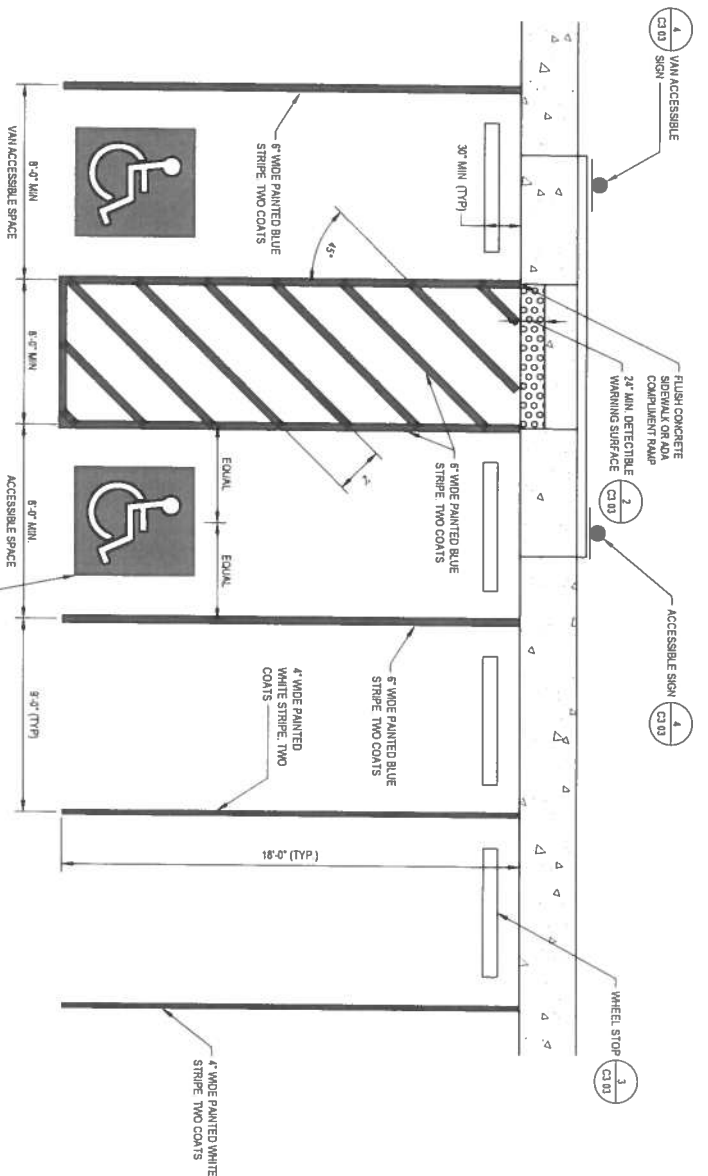 4
C3.03
VAN ACCESSIBLE
SIGN
FLUSH CONCRETE
SIDEWALK OR ADA
COMPLIMENT RAMP
24" MIN. DETECTIBLE
WARNING SURFACE
2
C3.03
ACCESSIBLE SIGN
4
C3.03
WHEEL STOP
3
C3.03
30" MIN (TYP)
6" WIDE PAINTED BLUE
STRIPE. TWO COATS
45°
6" WIDE PAINTED BLUE
STRIPE. TWO COATS
2'
EQUAL
EQUAL
6" WIDE PAINTED BLUE
STRIPE. TWO COATS
4" WIDE PAINTED
WHITE STRIPE. TWO
COATS
18'-0" (TYP.)
4" WIDE PAINTED WHITE
STRIPE. TWO COATS
8'-0" MIN
VAN ACCESSIBLE SPACE
8'-0" MIN.
ACCESSIBLE SPACE
9'-0" (TYP)